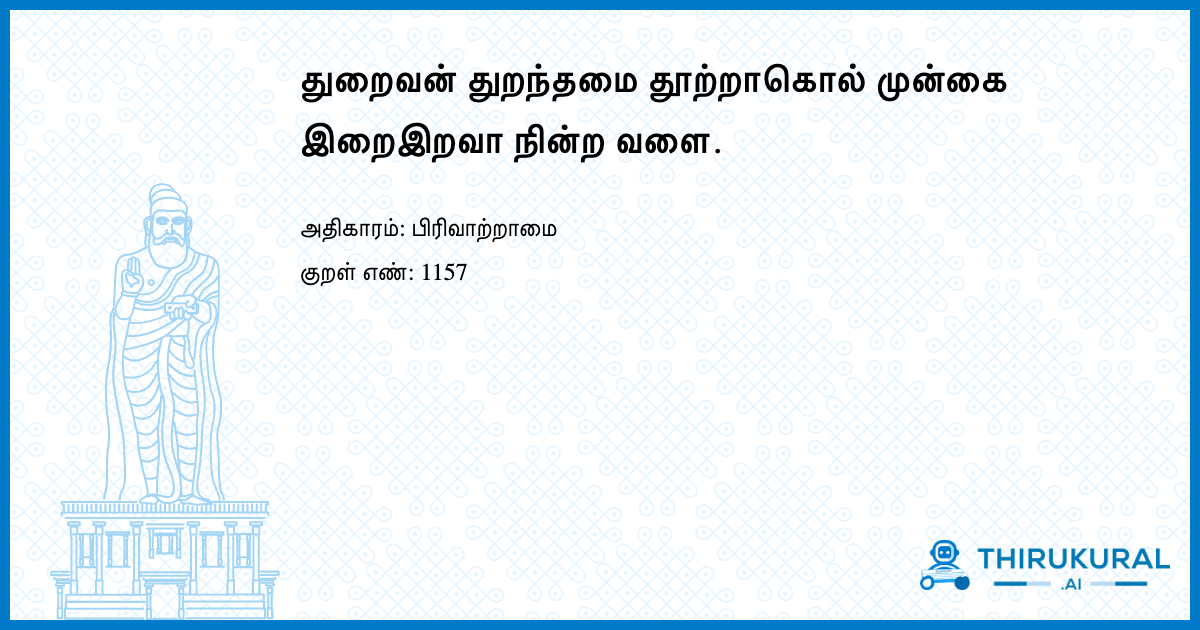 துறைவன் துறந்தமை தூற்றாகொல் முன்கை
இறைஇறவா நின்ற வளை.
அதிகாரம்: பிரிவாற்றாமை
குறள் எண்: 1157
THIRUKURAL
.AI